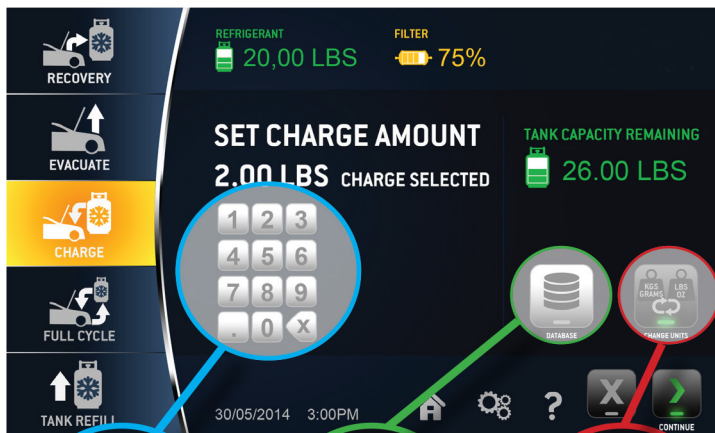 RECOVERY
EVACUATE
CHARGE
FULL CYCLE
TANK REFILL
REFRIGERANT
20,00 LBS
FILTER
75%
SET CHARGE AMOUNT
2.00 LBS CHARGE SELECTED
TANK CAPACITY REMAINING
26.00 LBS
1 2 3
4 5 6
7 8 9
. 0 X
DATABASE
KGS LBS
GRAMS OZ
CHANGE UNITS
30/05/2014 3:00PM
?
X
CONTINUE